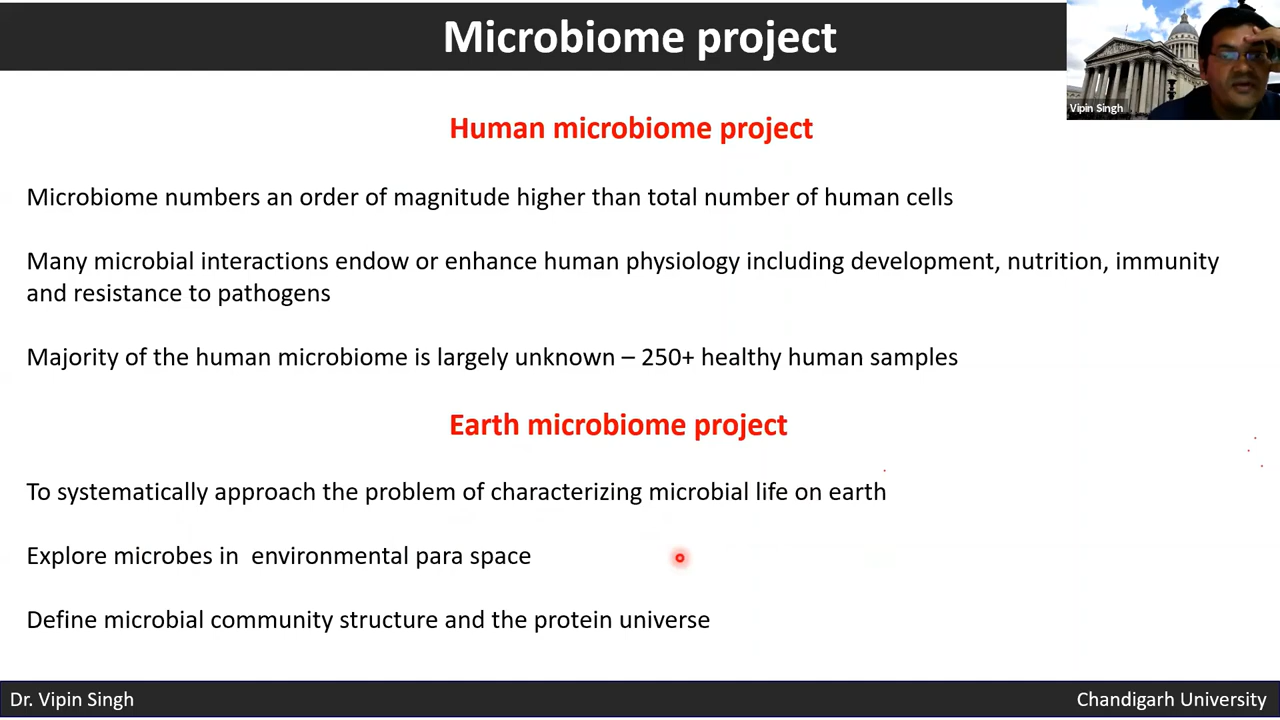 Microbiome project
Vipin Singh
Human microbiome project
Microbiome numbers an order of magnitude higher than total number of human cells
Many microbial interactions endow or enhance human physiology including development, nutrition, immunity
and resistance to pathogens
Majority of the human microbiome is largely unknown – 250+ healthy human samples
Earth microbiome project
To systematically approach the problem of characterizing microbial life on earth
Explore microbes in  environmental para space
Define microbial community structure and the protein universe
Dr. Vipin Singh
Chandigarh University